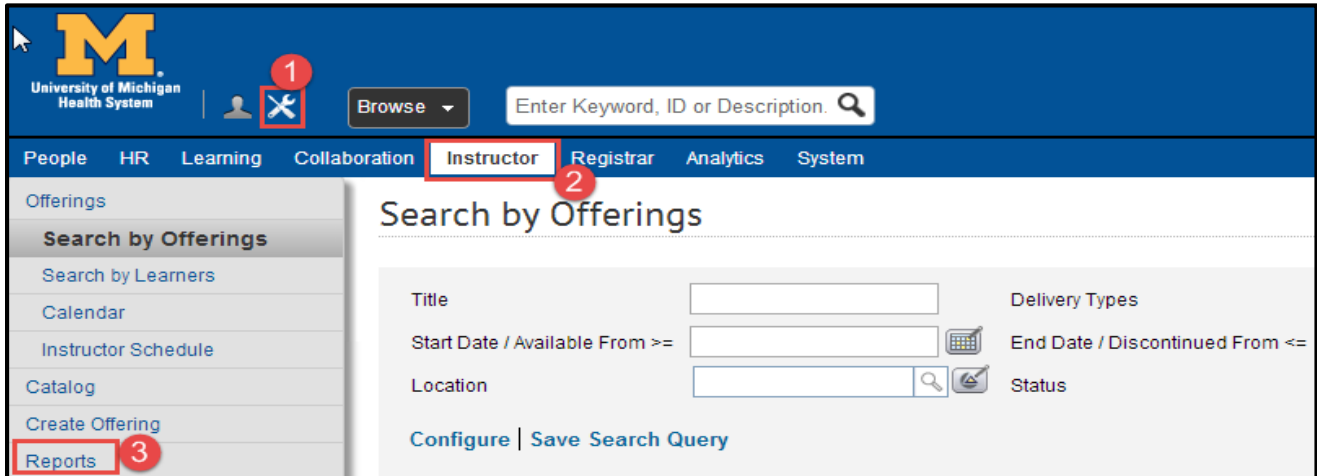 M
University of Michigan
Health System
1
Browse
Enter Keyword, ID or Description.
People HR Learning Collaboration Instructor Registrar Analytics System
2
Offerings
Search by Offerings
Search by Learners
Calendar
Instructor Schedule
Catalog
Create Offering
Reports 3
Search by Offerings
Title Delivery Types
Start Date / Available From >= End Date / Discontinued From <=
Location Status
Configure | Save Search Query